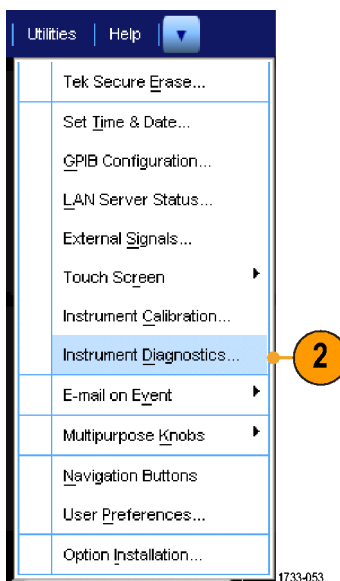 Utilities Help
Tek Secure Erase...
Set Time & Date...
GPIB Configuration...
LAN Server Status...
External Signals...
Touch Screen
Instrument Calibration...
Instrument Diagnostics...
2
E-mail on Event
Multipurpose Knobs
Navigation Buttons
User Preferences...
Option Installation...
1733-053